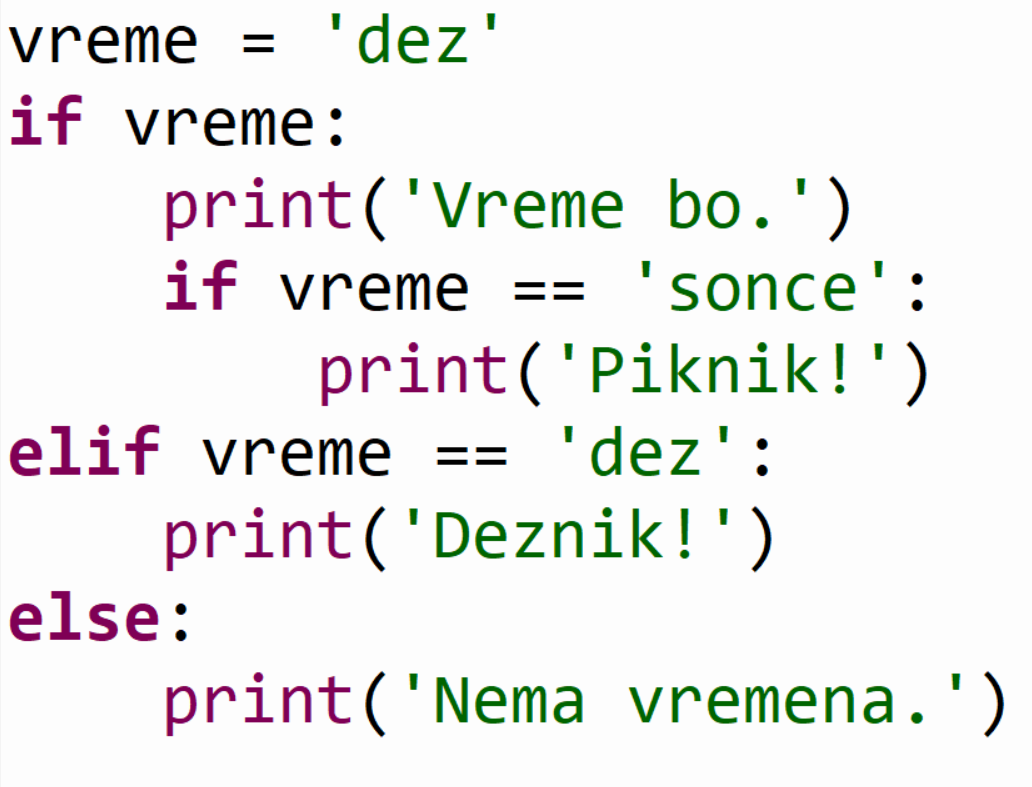 vreme = 'dez'
if vreme:
    print('Vreme bo.')
    if vreme == 'sonce':
        print('Piknik!')
elif vreme == 'dez':
    print('Deznik!')
else:
    print('Nema vremena.')